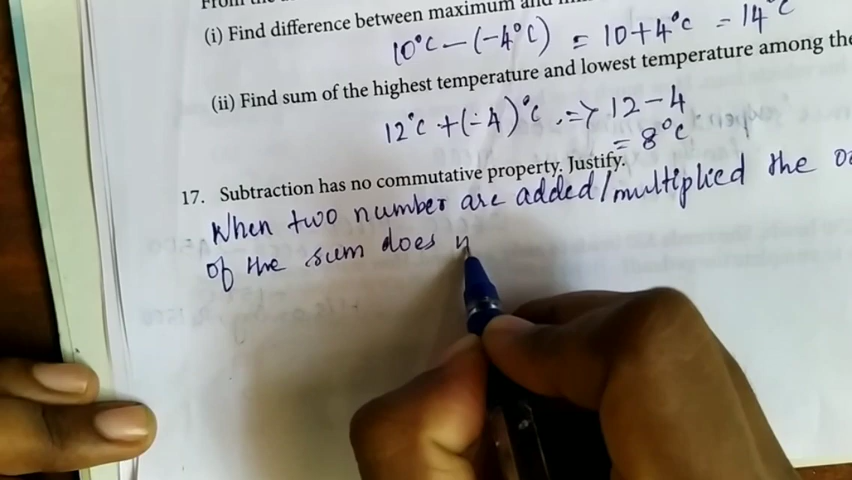 From the
(i) Find difference between maximum and
10°C – (–4°C) = 10+4°C = 14°C
(ii) Find sum of the highest temperature and lowest temperature among the
12°C + (–4)°C => 12 – 4
= 8°C
17. Subtraction has no commutative property. Justify.
When two number are added/multiplied the
of the sum does